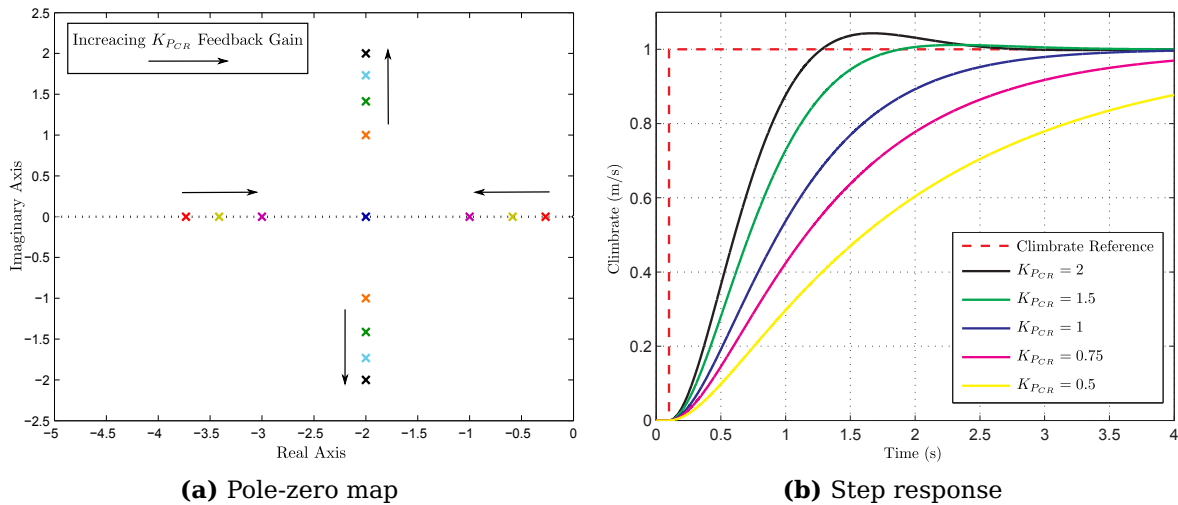 2.5
2
1.5
1
0.5
0
−0.5
−1
−1.5
−2
−2.5
−5
−4.5
−4
−3.5
−3
−2.5
−2
−1.5
−1
−0.5
0
Imaginary Axis
Real Axis
Increasing K_{P_{CR}} Feedback Gain
(a) Pole-zero map
1
0.8
0.6
0.4
0.2
0
0
0.5
1
1.5
2
2.5
3
3.5
4
Climbrate (m/s)
Time (s)
Climbrate Reference
K_{P_{CR}} = 2
K_{P_{CR}} = 1.5
K_{P_{CR}} = 1
K_{P_{CR}} = 0.75
K_{P_{CR}} = 0.5
(b) Step response